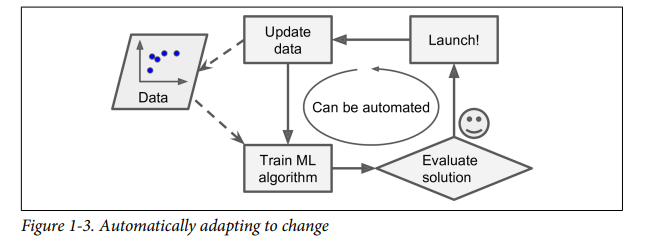 Update
data
Launch!
Data
Can be automated
Train ML
algorithm
Evaluate
solution
Figure 1-3. Automatically adapting to change